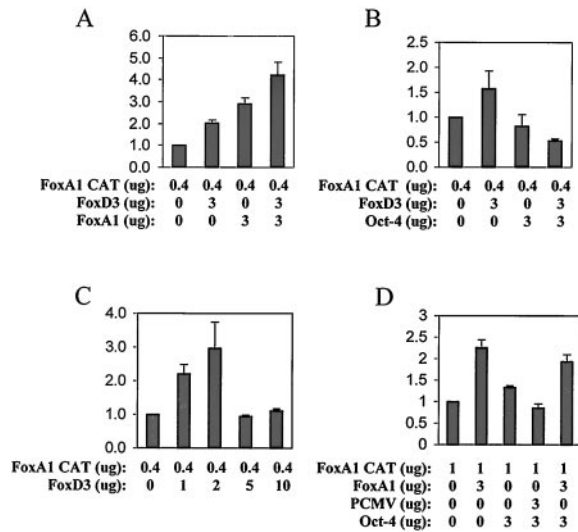 A
6.0
5.0
4.0
3.0
2.0
1.0
0.0
FoxA1 CAT (ug): 0.4 0.4 0.4 0.4
FoxD3 (ug): 0 3 0 3
FoxA1 (ug): 0 0 3 3
B
2.5
2.0
1.5
1.0
0.5
0.0
FoxA1 CAT (ug): 0.4 0.4 0.4 0.4
FoxD3 (ug): 0 3 0 3
Oct-4 (ug): 0 0 3 3
C
4.0
3.0
2.0
1.0
0.0
FoxA1 CAT (ug): 0.4 0.4 0.4 0.4 0.4
FoxD3 (ug): 0 1 2 5 10
D
3
2.5
2
1.5
1
0.5
0
FoxA1 CAT (ug): 1 1 1 1 1
FoxA1 (ug): 0 3 0 0 3
PCMV (ug): 0 0 0 3 0
Oct-4 (ug): 0 0 3 3 3